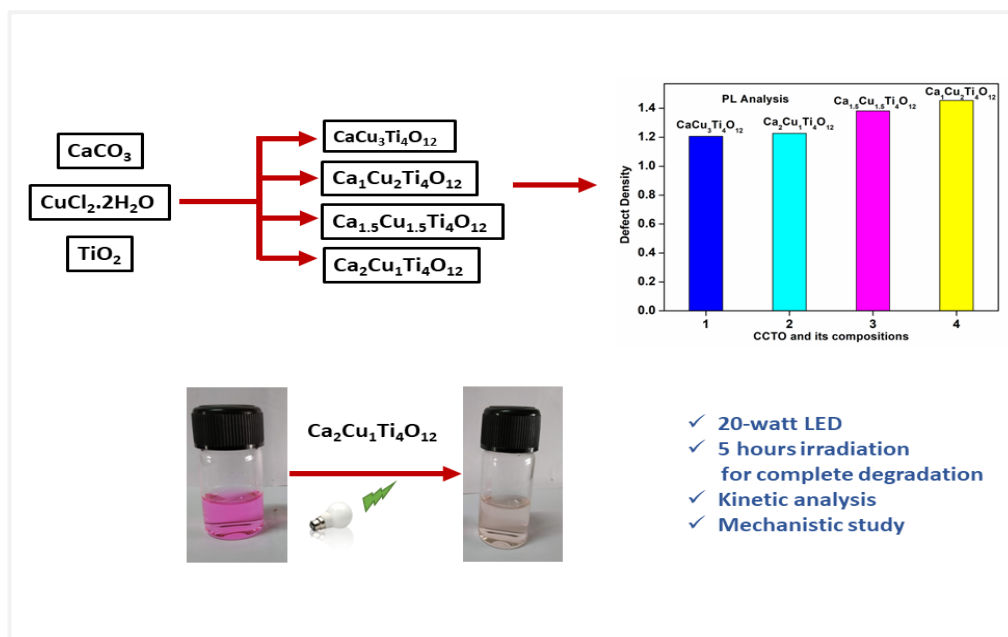 CaCO₃
CuCl₂.2H₂O
TiO₂
CaCu₃Ti₄O₁₂
Ca₁Cu₂Ti₄O₁₂
Ca₁.₅Cu₁.₅Ti₄O₁₂
Ca₂Cu₁Ti₄O₁₂
PL Analysis
CaCu₃Ti₄O₁₂
Ca₂Cu₁Ti₄O₁₂
Ca₁.₅Cu₁.₅Ti₄O₁₂
Ca₁Cu₂Ti₄O₁₂
Defect Density
1.4
1.2
1.0
0.8
0.6
0.4
0.2
0.0
1 2 3 4
CCTO and its compositions
Ca₂Cu₁Ti₄O₁₂
✓ 20-watt LED
✓ 5 hours irradiation
for complete degradation
✓ Kinetic analysis
✓ Mechanistic study